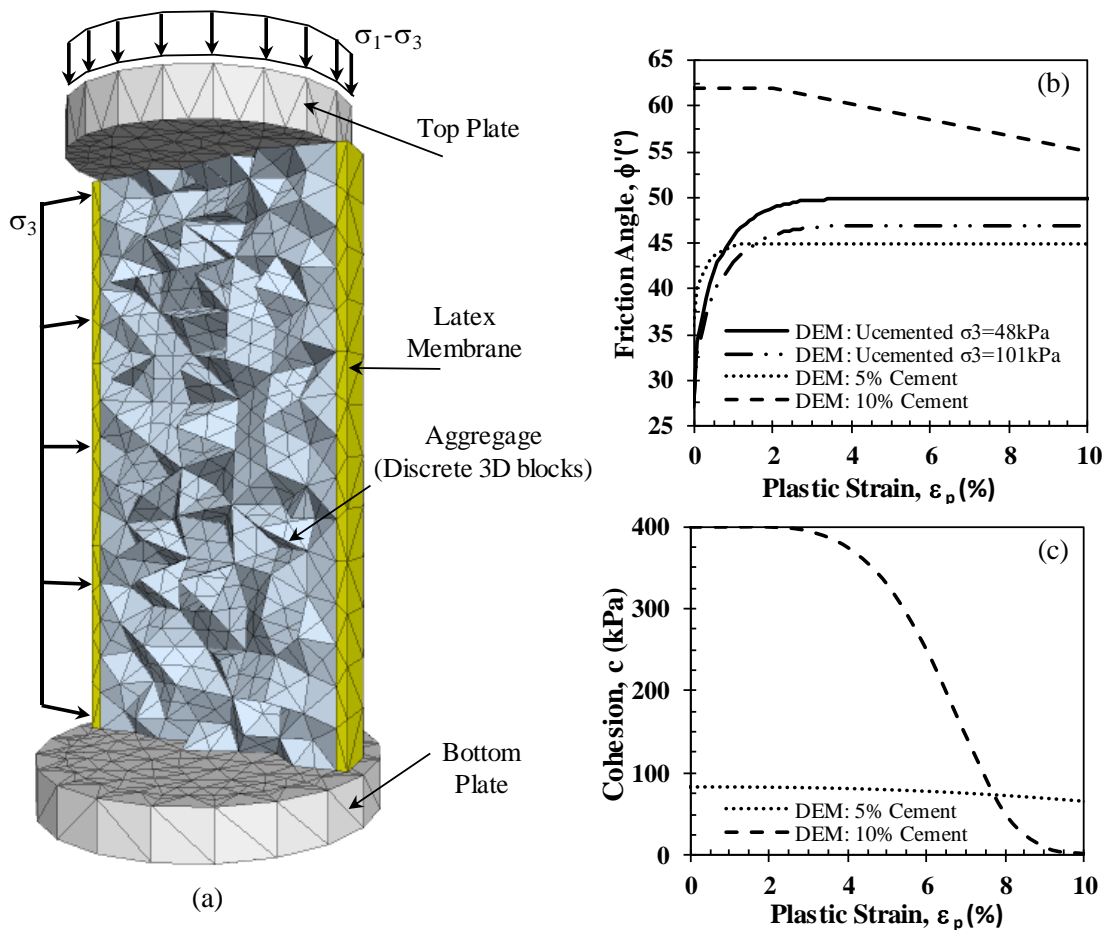 σ1-σ3
Top Plate
σ3
Latex
Membrane
Aggregage
(Discrete 3D blocks)
Bottom
Plate
(a)
(b)
Friction Angle, ϕ'(°)
65
60
55
50
45
40
35
30
25
DEM: Ucemented σ3=48kPa
DEM: Ucemented σ3=101kPa
DEM: 5% Cement
DEM: 10% Cement
0 2 4 6 8 10
Plastic Strain, εp(%)
(c)
Cohesion, c (kPa)
400
300
200
100
0
DEM: 5% Cement
DEM: 10% Cement
0 2 4 6 8 10
Plastic Strain, εp(%)